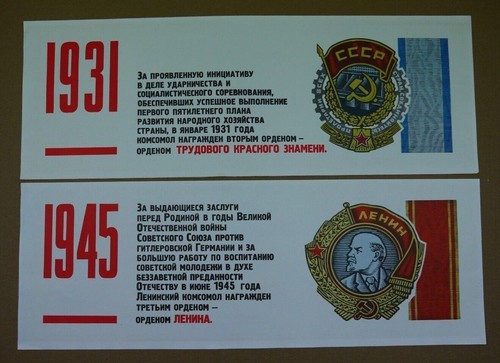 1931
За проявленную инициативу
в деле ударничества и
социалистического соревнования,
обеспечивших успешное выполнение
первого пятилетнего плана
развития народного хозяйства
страны, в январе 1931 года
комсомол награжден вторым орденом —
орденом ТРУДОВОГО КРАСНОГО ЗНАМЕНИ.
СССР
1945
За выдающиеся заслуги
перед Родиной в годы Великой
Отечественной войны
Советского Союза против
гитлеровской Германии и за
большую работу по воспитанию
советской молодежи в духе
беззаветной преданности
Отечеству в июне 1945 года
Ленинский комсомол награжден
третьим орденом —
орденом ЛЕНИНА.
ЛЕНИН